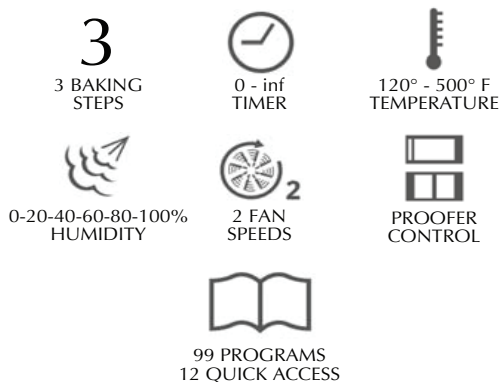 3
3 BAKING
STEPS
0 - inf
TIMER
120° - 500° F
TEMPERATURE
0-20-40-60-80-100%
HUMIDITY
2
2 FAN
SPEEDS
PROOFER
CONTROL
99 PROGRAMS
12 QUICK ACCESS